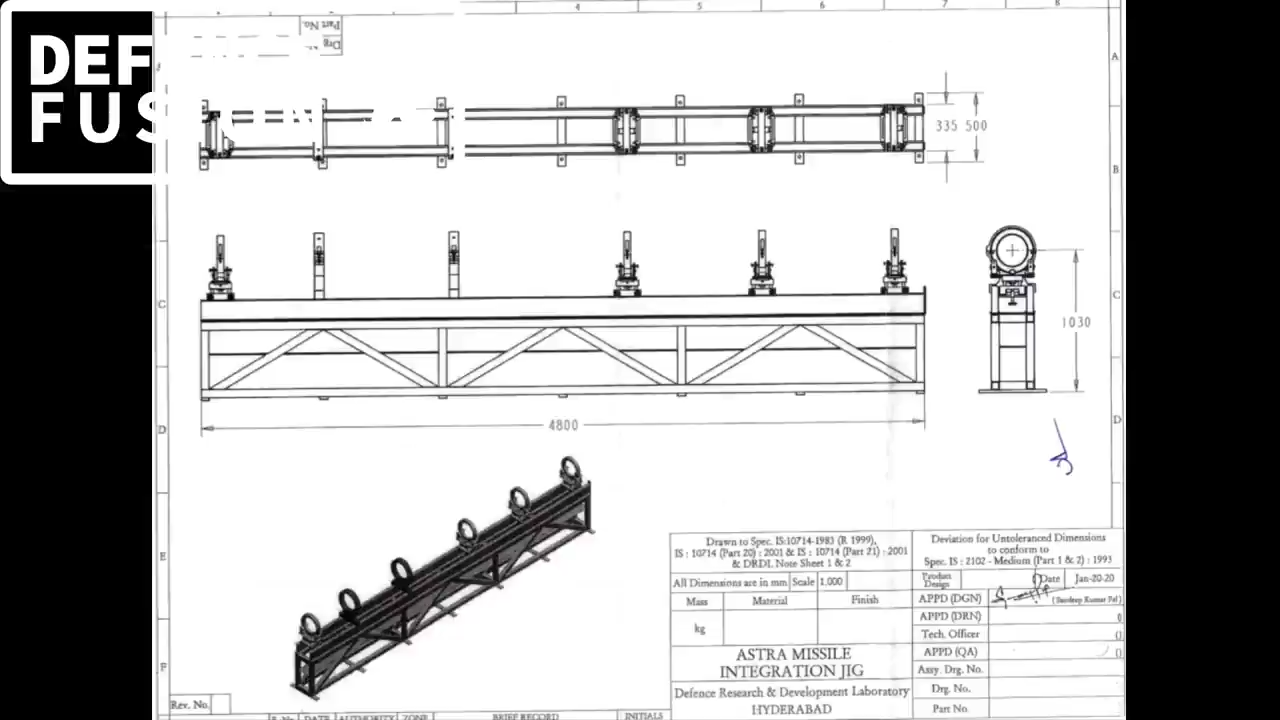 DEF
FUS
4
5
6
7
8
Part No.
Drg
A
335 500
B
C
C
1030
D
D
4800
E
E
F
Drawn to Spec. IS:10714-1983 (R 1999),
IS : 10714 (Part 20) : 2001 & IS : 10714 (Part 21) : 2001
& DRDL Note Sheet 1 & 2
Deviation for Untoleranced Dimensions
to conform to
Spec. IS : 2102 - Medium (Part 1 & 2) : 1993
All Dimensions are in mm Scale 1.000
Product
Design
Date Jan-20-20
Mass Material Finish
kg
APPD (DGN) (Sandeep Kumar Pal)
APPD (DRN) ()
Tech. Officer ()
APPD (QA) ()
ASTRA MISSILE
INTEGRATION JIG
Assy. Drg. No.
Defence Research & Development Laboratory
HYDERABAD
Drg. No.
Part No.
Rev. No.
S. No. DATE AUTHORITY ZONE BRIEF RECORD INITIALS